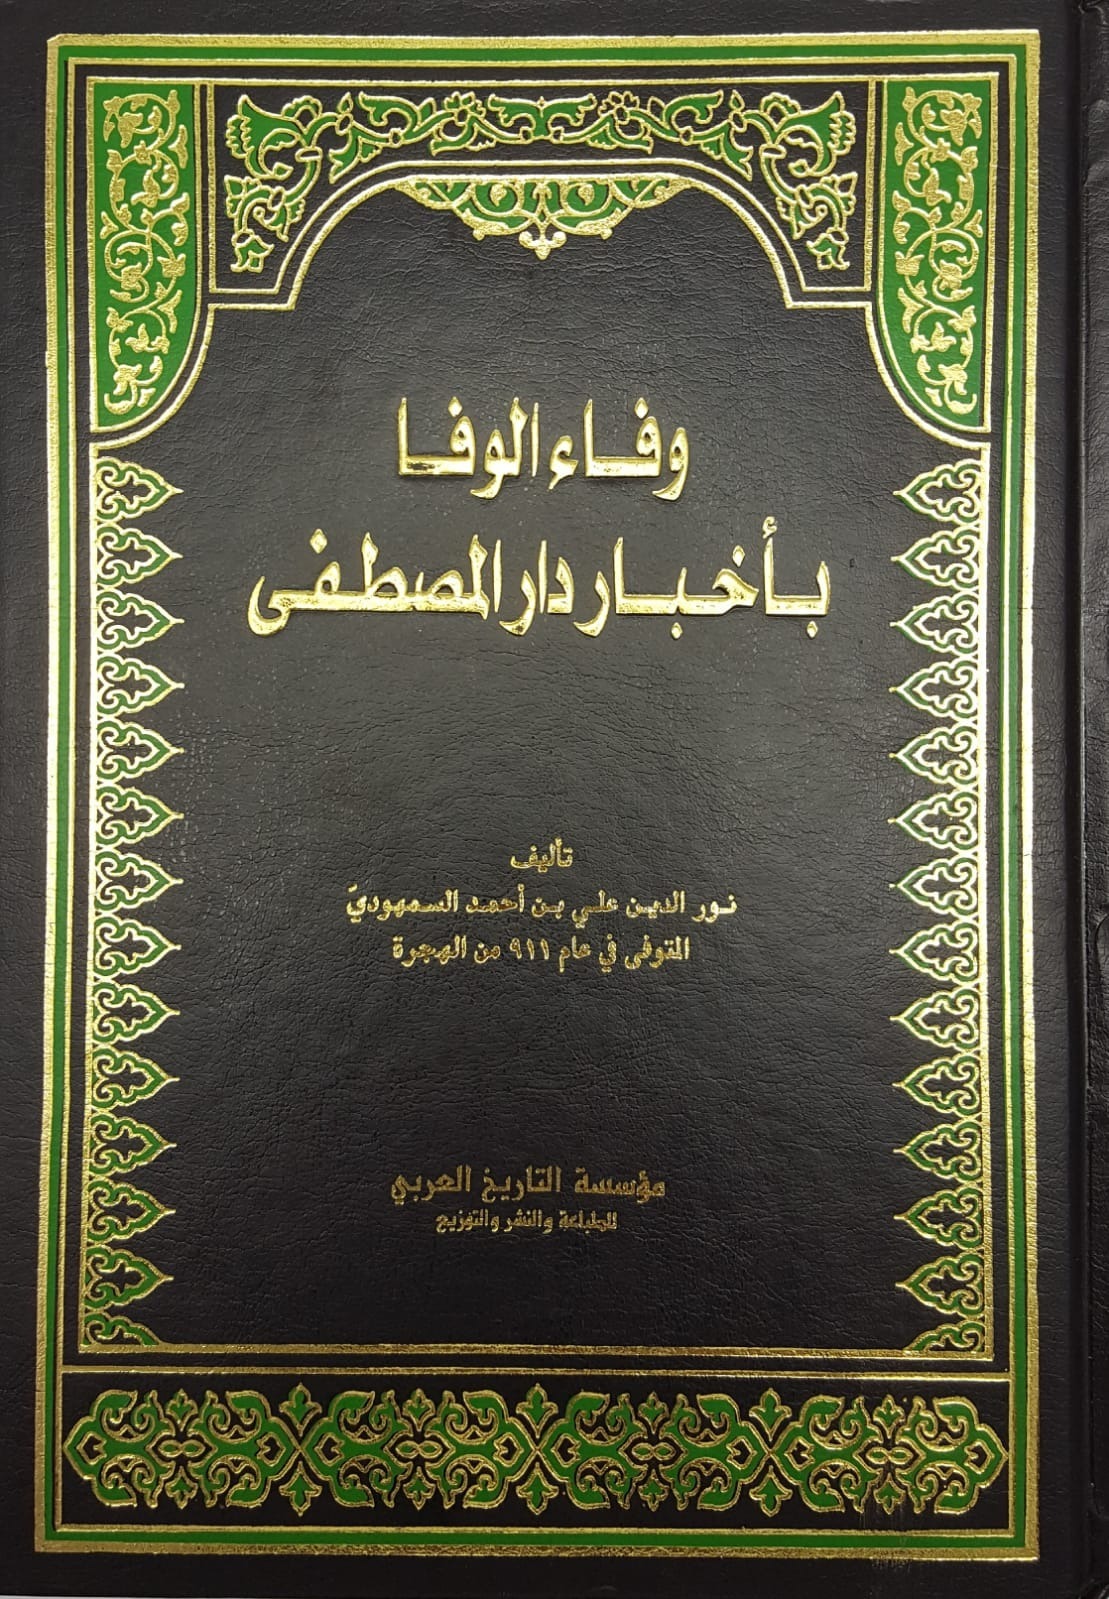 وفاء الوفا
بأخبار دار المصطفى
تأليف
نور الدين علي بن أحمد السمهوديّ
المتوفى في عام ٩١١ من الهجرة
مؤسسة التاريخ العربي
للطباعة والنشر والتوزيع